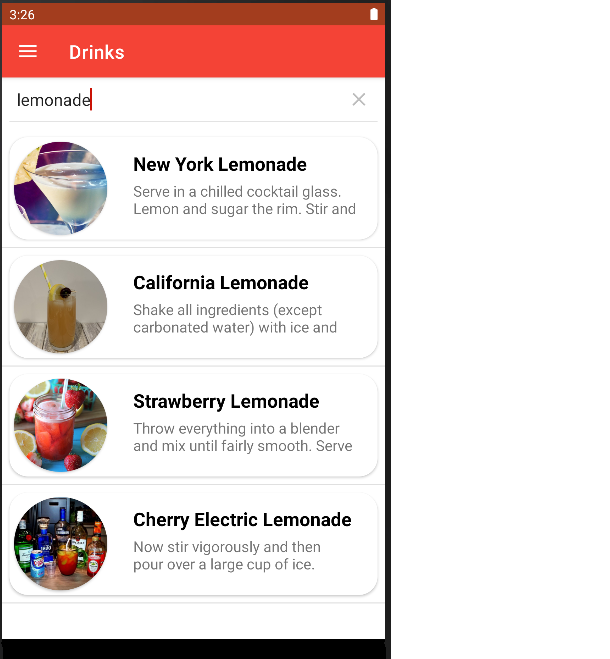 3:26
Drinks
lemonade
New York Lemonade
Serve in a chilled cocktail glass.
Lemon and sugar the rim. Stir and
California Lemonade
Shake all ingredients (except
carbonated water) with ice and
Strawberry Lemonade
Throw everything into a blender
and mix until fairly smooth. Serve
Cherry Electric Lemonade
Now stir vigorously and then
pour over a large cup of ice.